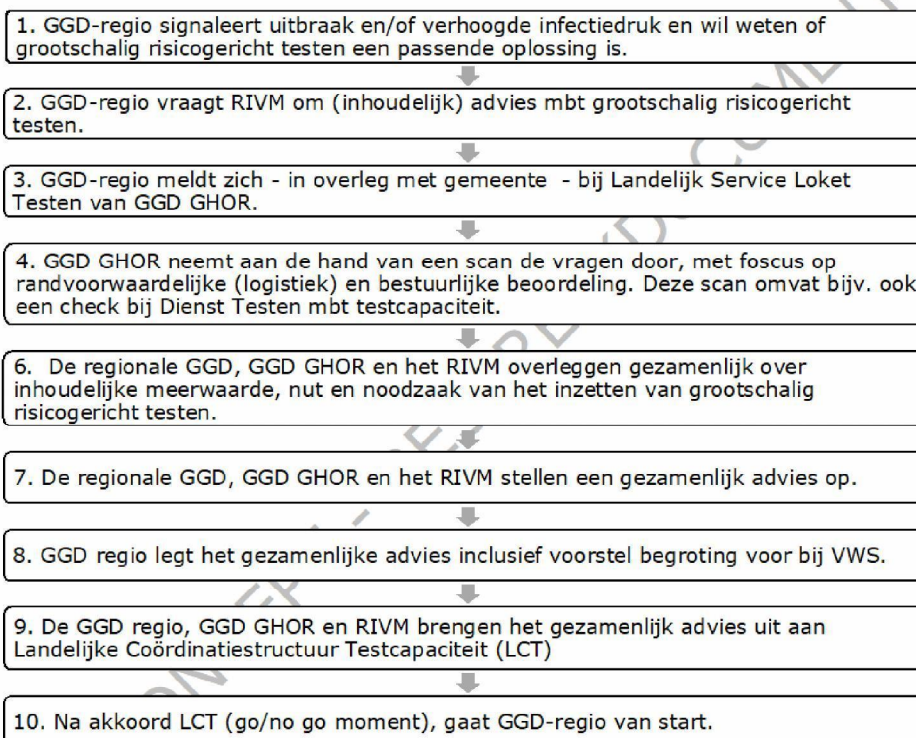 1. GGD-regio signaleert uitbraak en/of verhoogde infectiedruk en wil weten of
grootschalig risicogericht testen een passende oplossing is.
2. GGD-regio vraagt RIVM om (inhoudelijk) advies mbt grootschalig risicogericht
testen.
3. GGD-regio meldt zich - in overleg met gemeente - bij Landelijk Service Loket
Testen van GGD GHOR.
4. GGD GHOR neemt aan de hand van een scan de vragen door, met foscus op
randvoorwaardelijke (logistiek) en bestuurlijke beoordeling. Deze scan omvat bijv. ook
een check bij Dienst Testen mbt testcapaciteit.
6. De regionale GGD, GGD GHOR en het RIVM overleggen gezamenlijk over
inhoudelijke meerwaarde, nut en noodzaak van het inzetten van grootschalig
risicogericht testen.
7. De regionale GGD, GGD GHOR en het RIVM stellen een gezamenlijk advies op.
8. GGD regio legt het gezamenlijke advies inclusief voorstel begroting voor bij VWS.
9. De GGD regio, GGD GHOR en RIVM brengen het gezamenlijk advies uit aan
Landelijke Coördinatiestructuur Testcapaciteit (LCT)
10. Na akkoord LCT (go/no go moment), gaat GGD-regio van start.